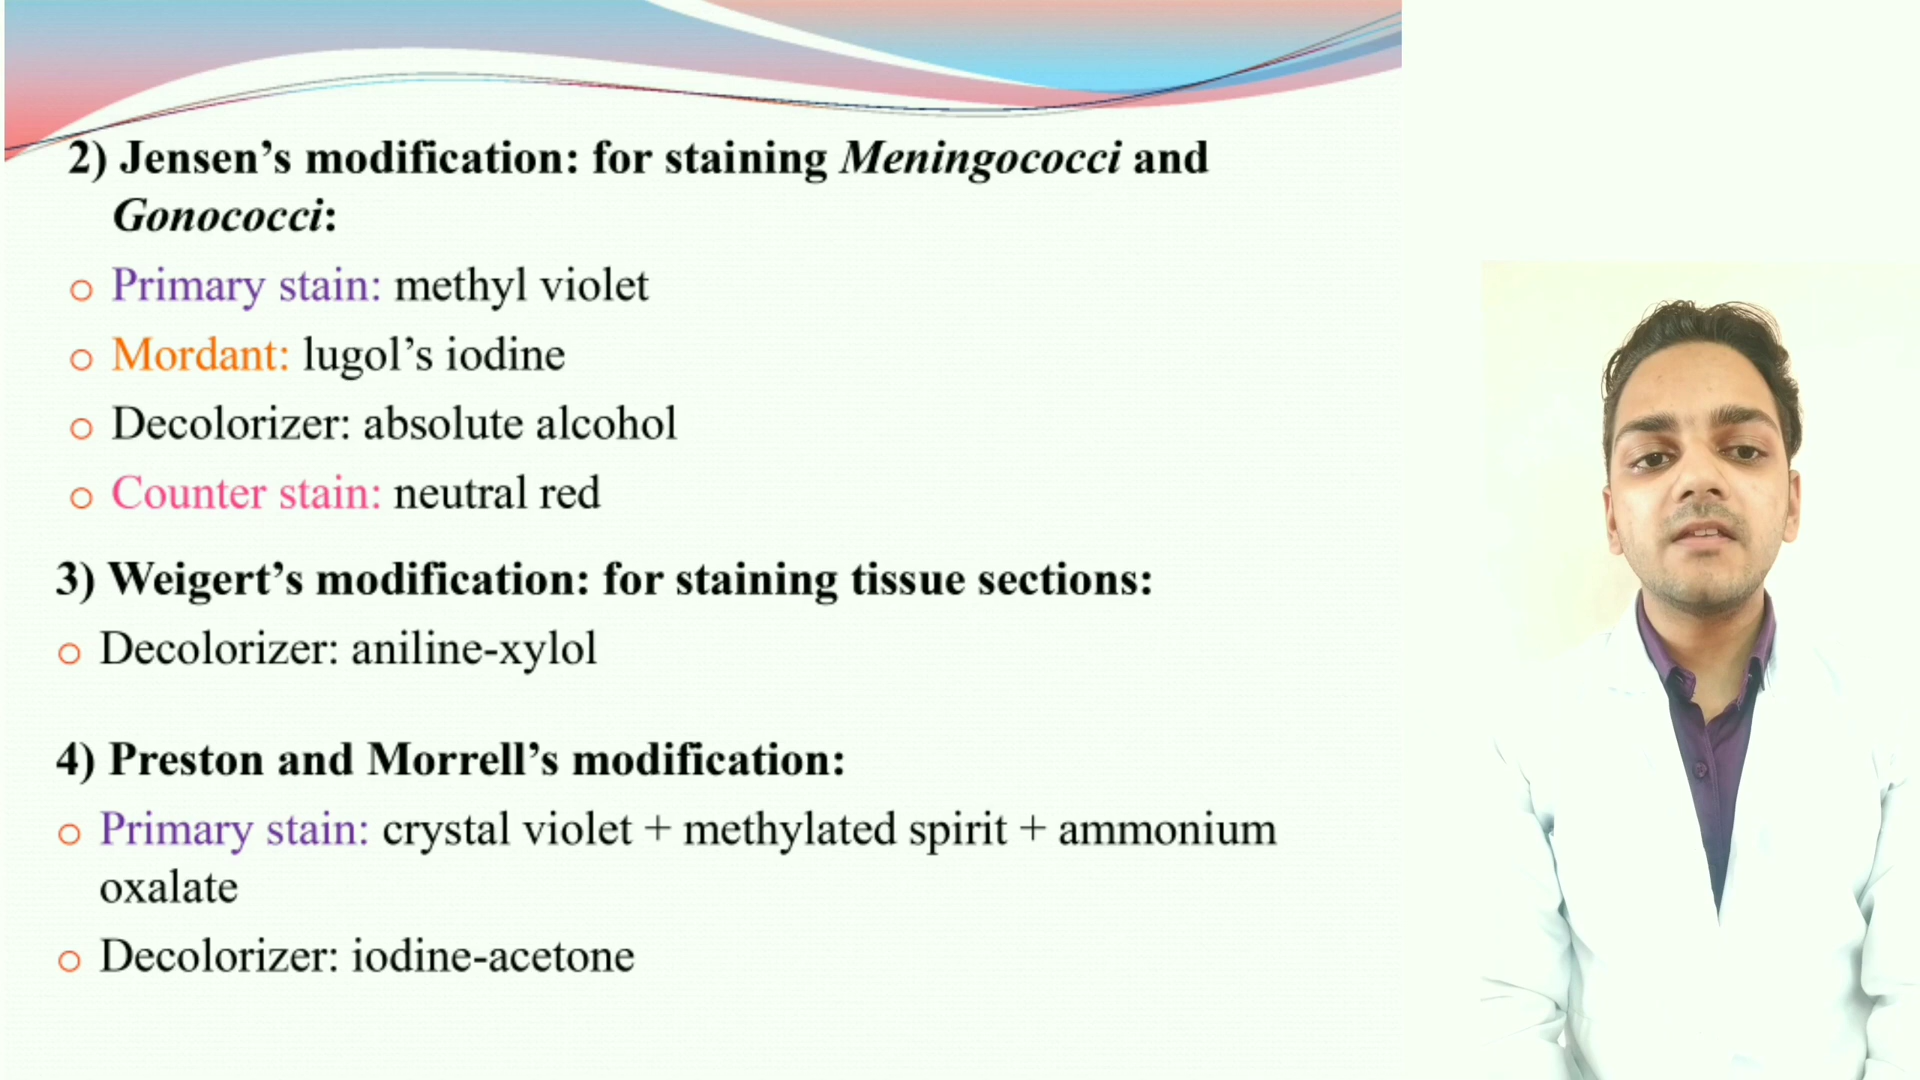 2) Jensen’s modification: for staining Meningococci and
Gonococci:
o Primary stain: methyl violet
o Mordant: lugol’s iodine
o Decolorizer: absolute alcohol
o Counter stain: neutral red
3) Weigert’s modification: for staining tissue sections:
o Decolorizer: aniline-xylol
4) Preston and Morrell’s modification:
o Primary stain: crystal violet + methylated spirit + ammonium
oxalate
o Decolorizer: iodine-acetone